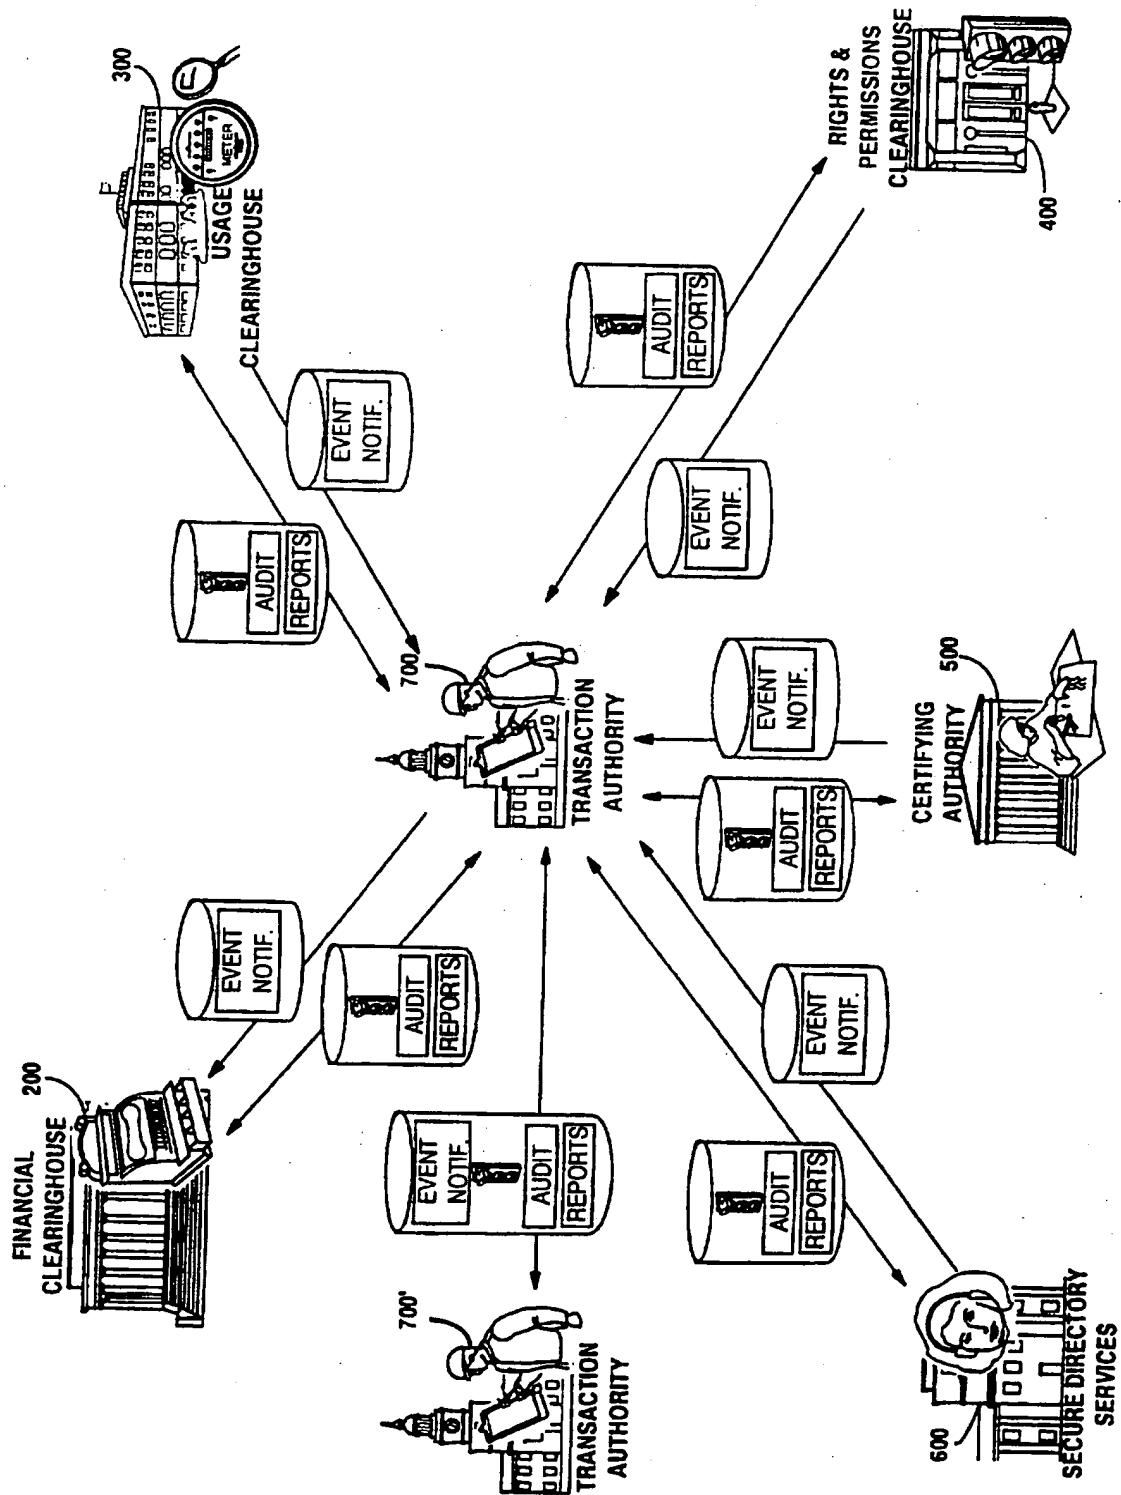 FINANCIAL
CLEARINGHOUSE
200
EVENT
NOTIF.
AUDIT
REPORTS
AUDIT
REPORTS
EVENT
NOTIF.
300
METER
USAGE
CLEARINGHOUSE
700'
TRANSACTION
AUTHORITY
EVENT
NOTIF.
AUDIT
REPORTS
700
TRANSACTION
AUTHORITY
AUDIT
REPORTS
EVENT
NOTIF.
RIGHTS &
PERMISSIONS
CLEARINGHOUSE
400
AUDIT
REPORTS
EVENT
NOTIF.
600
SECURE DIRECTORY
SERVICES
AUDIT
REPORTS
EVENT
NOTIF.
CERTIFYING
AUTHORITY
500